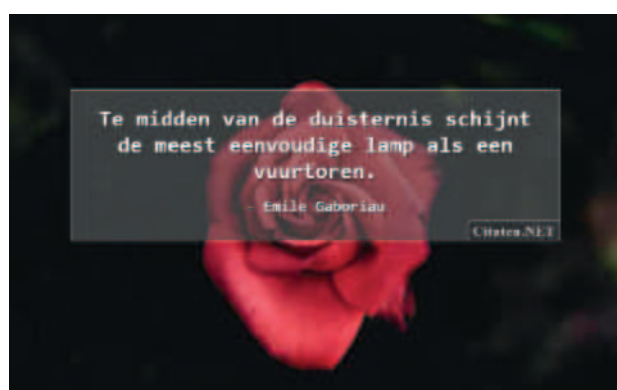 Te midden van de duisternis schijnt
de meest eenvoudige lamp als een
vuurtoren.
- Emile Gaboriau
Citaten.NET